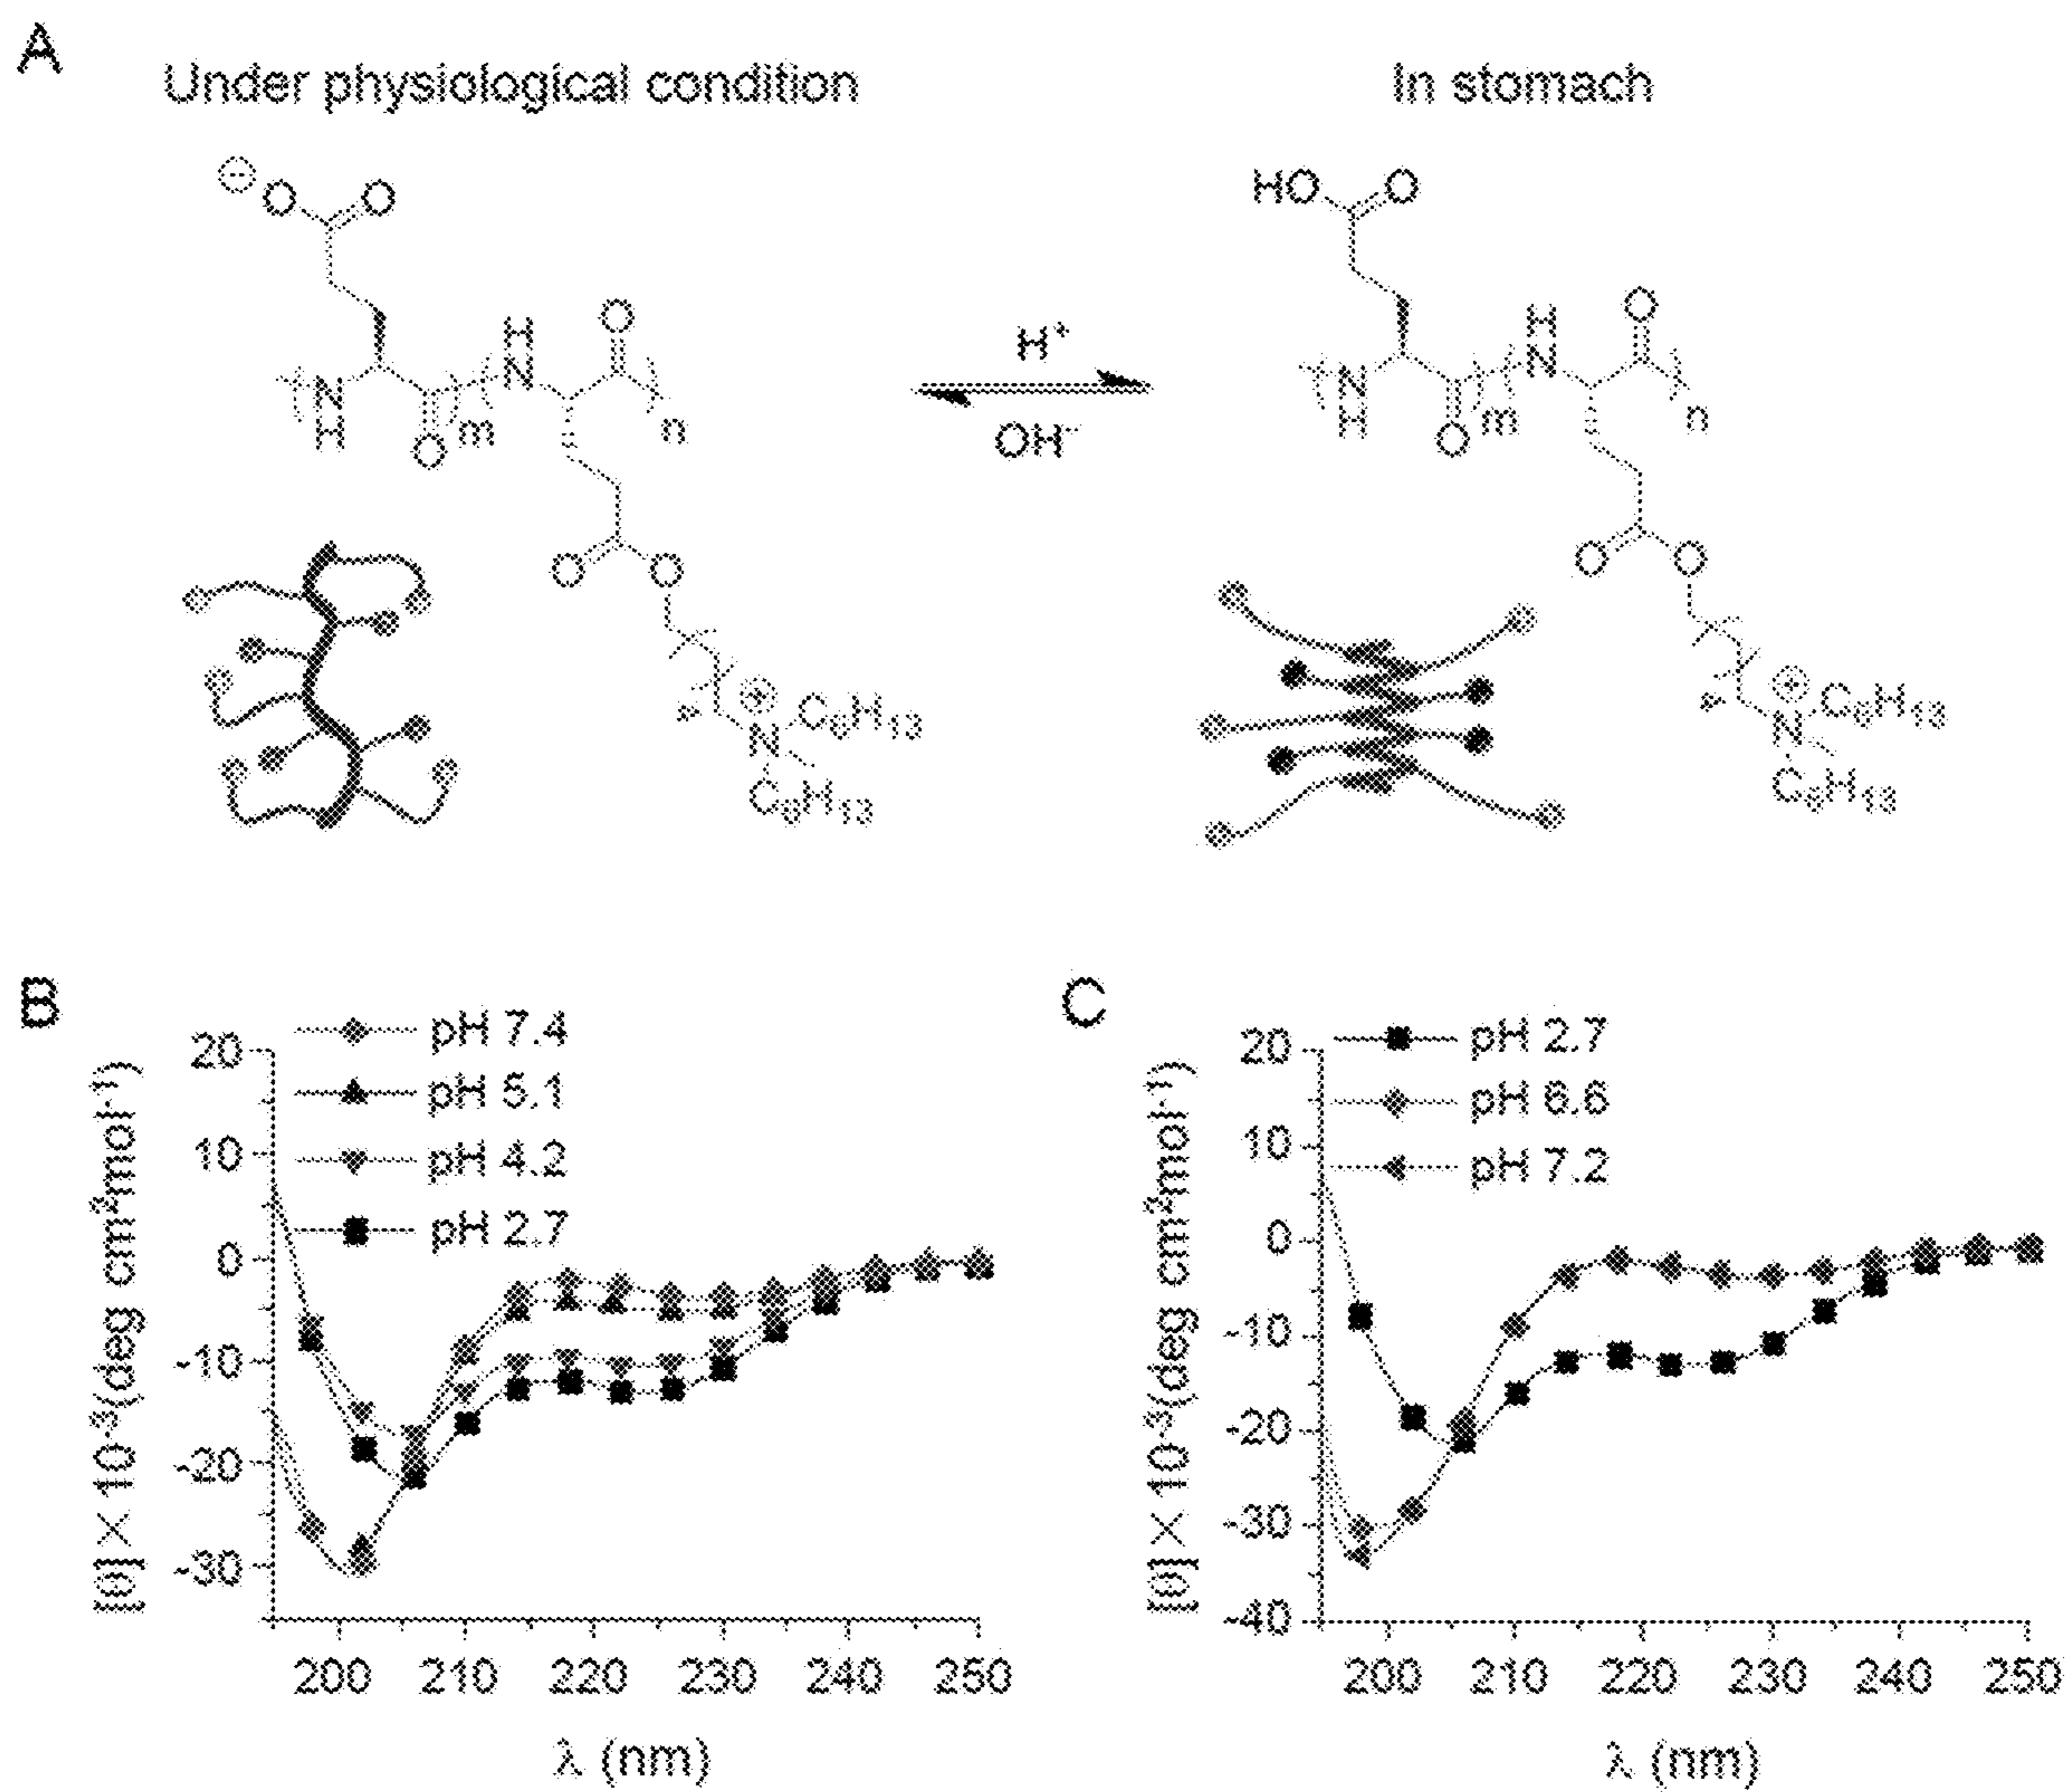 A
Under physiological condition
In stomach
⊖
O O
HO O
H
N
O
N
H
O
m
n
O O
⊕
N
C6H13
C6H13
H+
OH-
H
N
O
N
H
O
m
n
O O
⊕
N
C6H13
C6H13
B
pH 7.4
pH 5.1
pH 4.2
pH 2.7
20
10
0
-10
-20
-30
[θ]×10-3(deg cm2mol-1)
200 210 220 230 240 250
λ (nm)
C
pH 2.7
pH 6.6
pH 7.2
20
10
0
-10
-20
-30
-40
[θ]×10-3(deg cm2mol-1)
200 210 220 230 240 250
λ (nm)